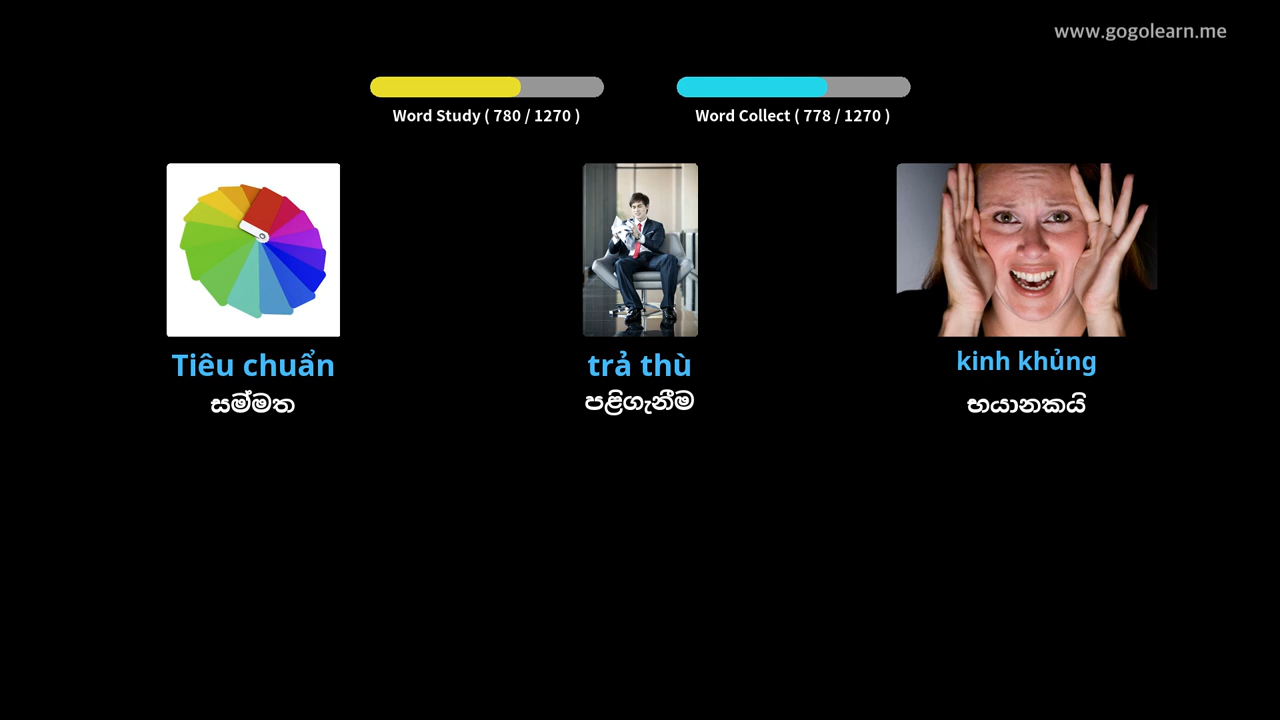 www.gogolearn.me
Word Study ( 780 / 1270 )
Word Collect ( 778 / 1270 )
Tiêu chuẩn
සම්මත
trả thù
පළිගැනීම
kinh khủng
භයානකයි